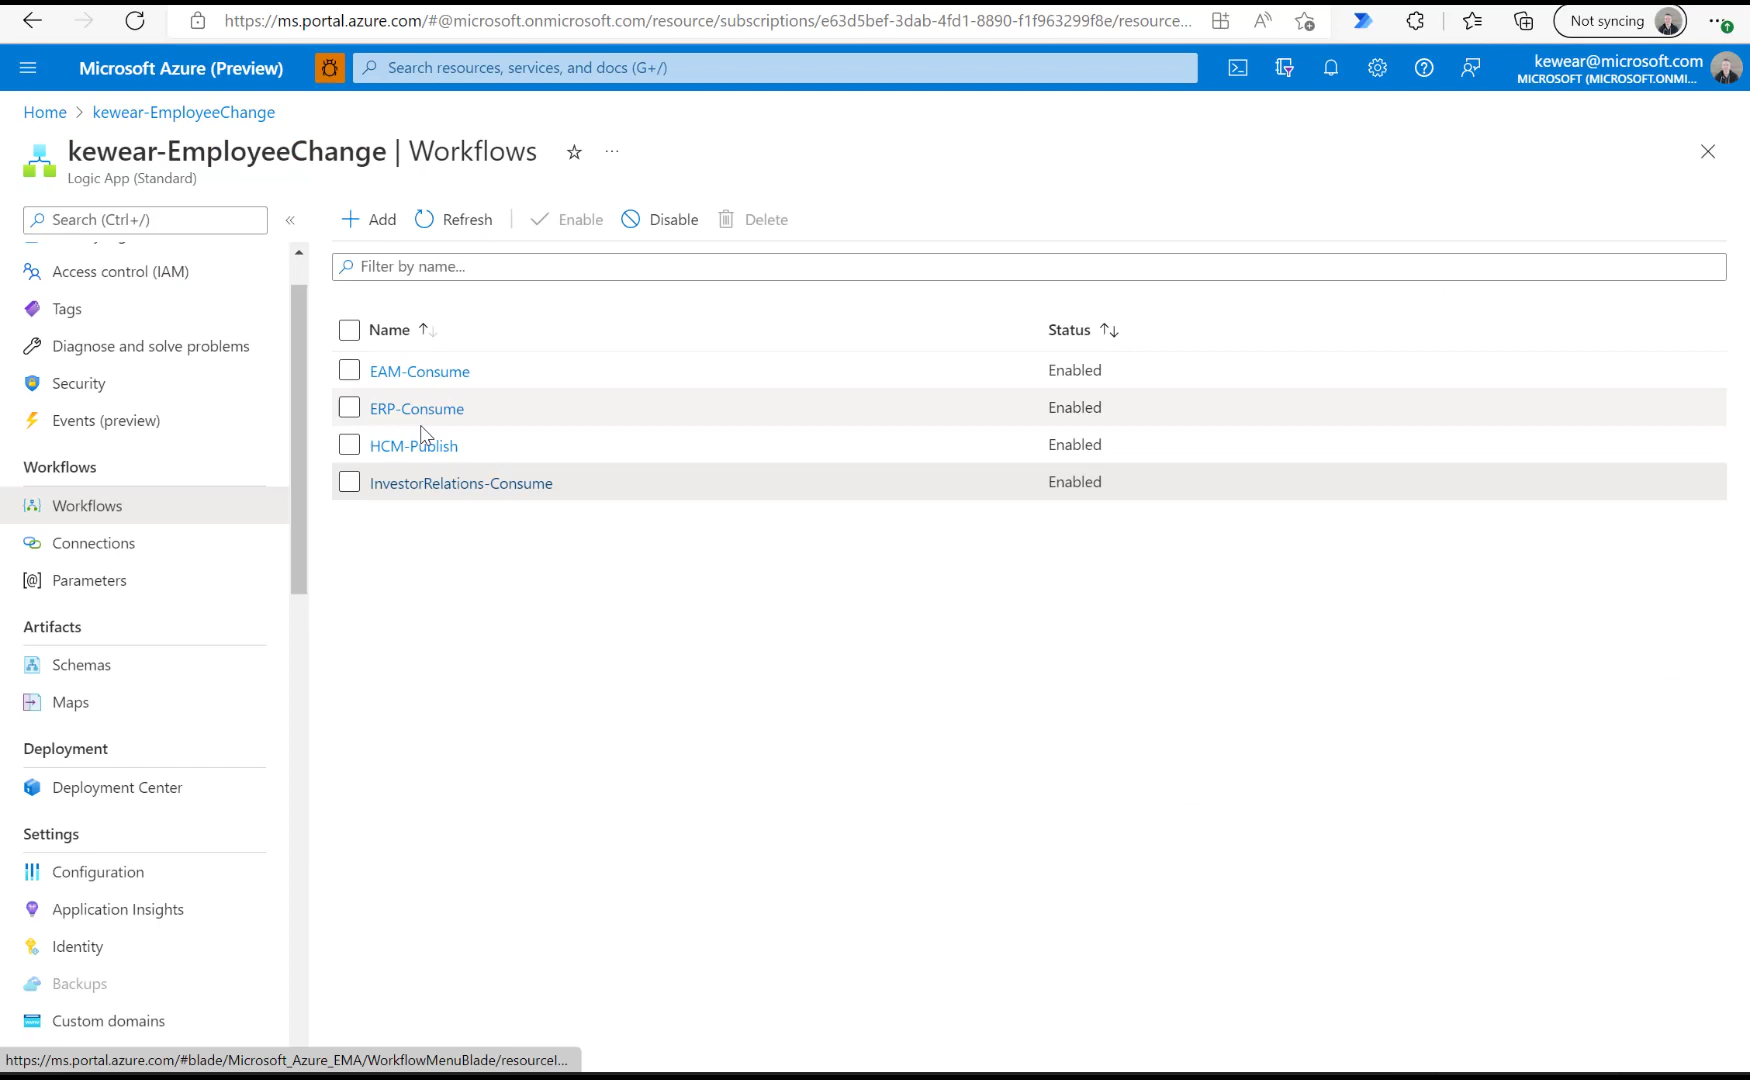 https://ms.portal.azure.com/#@microsoft.onmicrosoft.com/resource/subscriptions/e63d5bef-3dab-4fd1-8890-f1f963299f8e/resource...
Not syncing
Microsoft Azure (Preview)
Search resources, services, and docs (G+/)
kewear@microsoft.com
MICROSOFT (MICROSOFT.ONMI...
Home > kewear-EmployeeChange
kewear-EmployeeChange | Workflows
Logic App (Standard)
Search (Ctrl+/)
Add
Refresh
Enable
Disable
Delete
Access control (IAM)
Tags
Diagnose and solve problems
Security
Events (preview)
Workflows
Workflows
Connections
Parameters
Artifacts
Schemas
Maps
Deployment
Deployment Center
Settings
Configuration
Application Insights
Identity
Backups
Custom domains
Filter by name...
Name
Status
EAM-Consume
Enabled
ERP-Consume
Enabled
HCM-Publish
Enabled
InvestorRelations-Consume
Enabled
https://ms.portal.azure.com/#blade/Microsoft_Azure_EMA/WorkflowMenuBlade/resourceI...